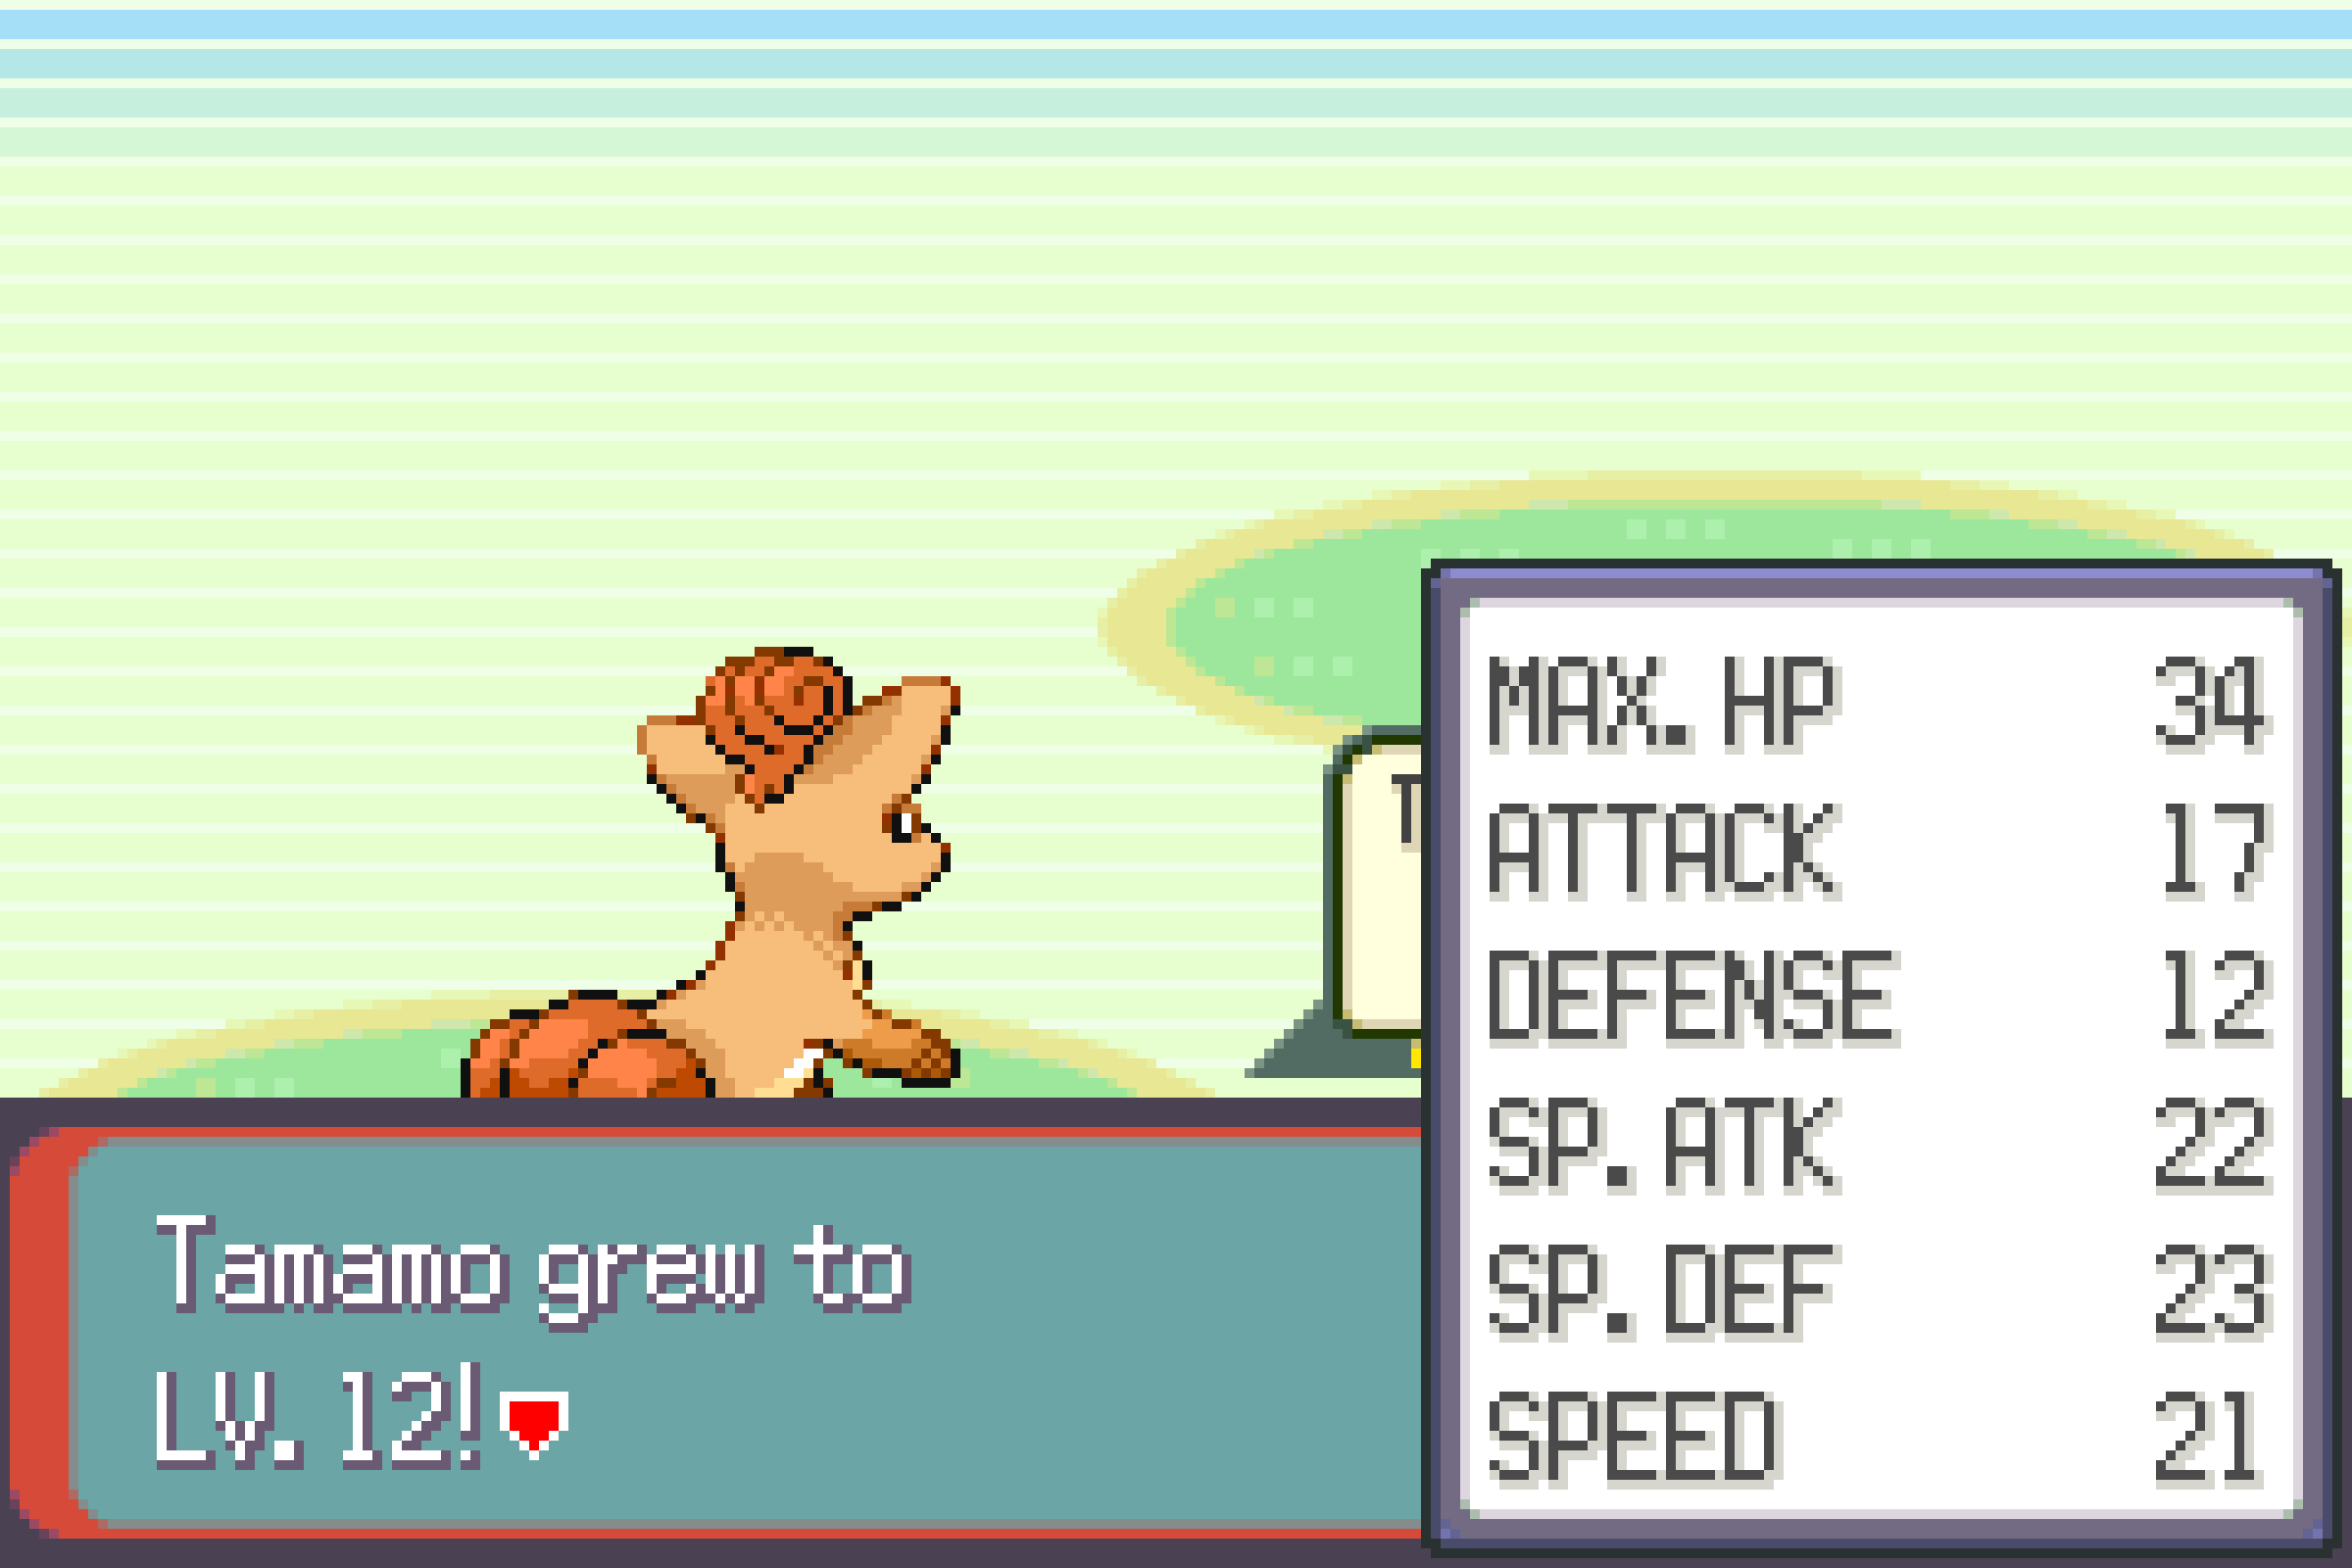 T
MAX. HP 34
ATTACK 17
DEFENSE 12
SP. ATK 22
SP. DEF 23
SPEED 21
Tamamo grew to
LV. 12!